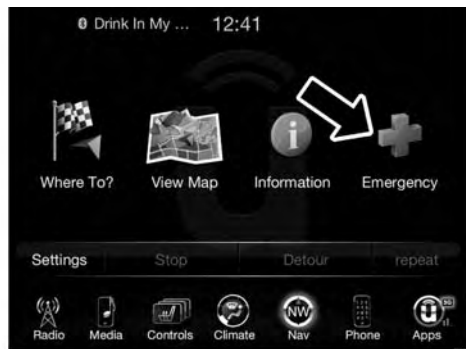 Drink In My ... 12:41
Where To? View Map Information Emergency
Settings Stop Detour repeat
NW
3G
Radio Media Controls Climate Nav Phone Apps